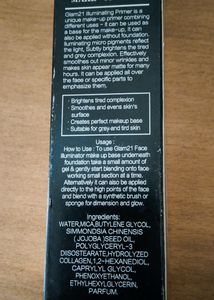 Glam21 Illuminating Primer is a
unique make-up primer combining
different uses - it can be used as
a base for the make-up, it can
also be applied without foundation.
Illuminating micro pigments reflect
the light, Subtly brightens the tired
and grey complexion. Effectively
smoothes out minor wrinkles and
makes skin appear matte for many
hours. It can be applied all over
the face or specific parts to
emphasize them.
- Brightens tired complexion
- Smoothes and evens skin's
surface
- Creates perfect makeup base
- Suitable for grey and tird skin
Usage :
How to Use : To use GLam21 Face
illuminator make up base underneath
foundation take a small amount of
gel & gently start blending onto face
working small section at a time.
Alternatively it can also be applied
directly to the high points of the face
and blend with a synthetic brush or
sponge for dimension and glow.
Ingredients:
WATER,MICA,BUTYLENE GLYCOL,
SIMMONDSIA CHINENSIS
( JOJOBA )SEED OIL,
POLYGLYCERYL-3
DIISOSTEARATE,HYDROLYZED
COLLAGEN,1,2-HEXANEDIOL,
CAPRYLYL GLYCOL,
PHENOXYETHANOL,
ETHYLHEXYLGLYCERIN,
PARFUM.